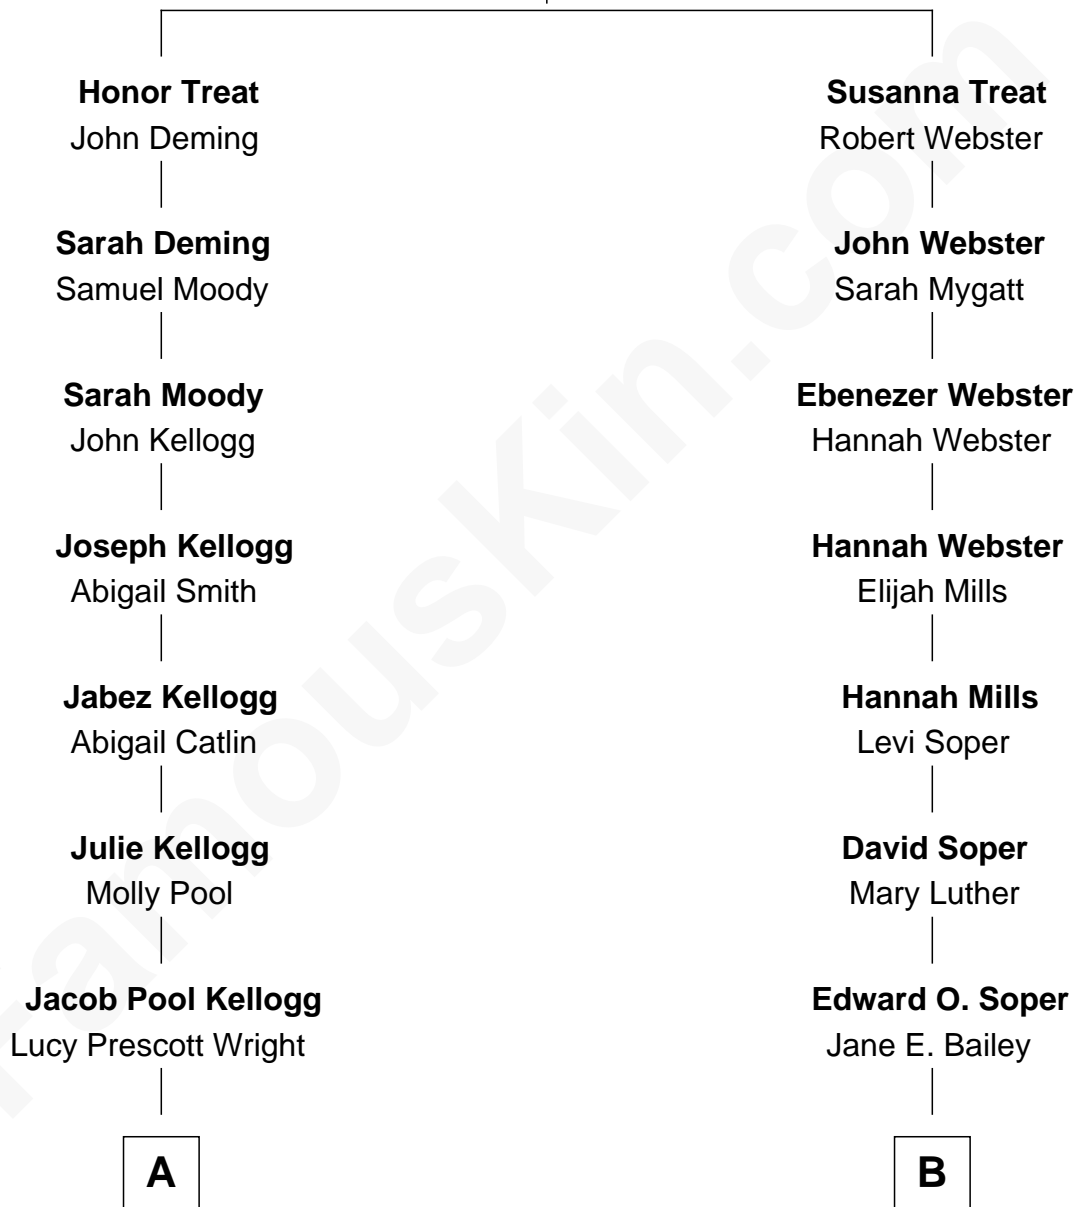 Honor Treat
John Deming
Sarah Deming
Samuel Moody
Sarah Moody
John Kellogg
Joseph Kellogg
Abigail Smith
Jabez Kellogg
Abigail Catlin
Julie Kellogg
Molly Pool
Jacob Pool Kellogg
Lucy Prescott Wright
A
Susanna Treat
Robert Webster
John Webster
Sarah Mygatt
Ebenezer Webster
Hannah Webster
Hannah Webster
Elijah Mills
Hannah Mills
Levi Soper
David Soper
Mary Luther
Edward O. Soper
Jane E. Bailey
B
FamousKin.com